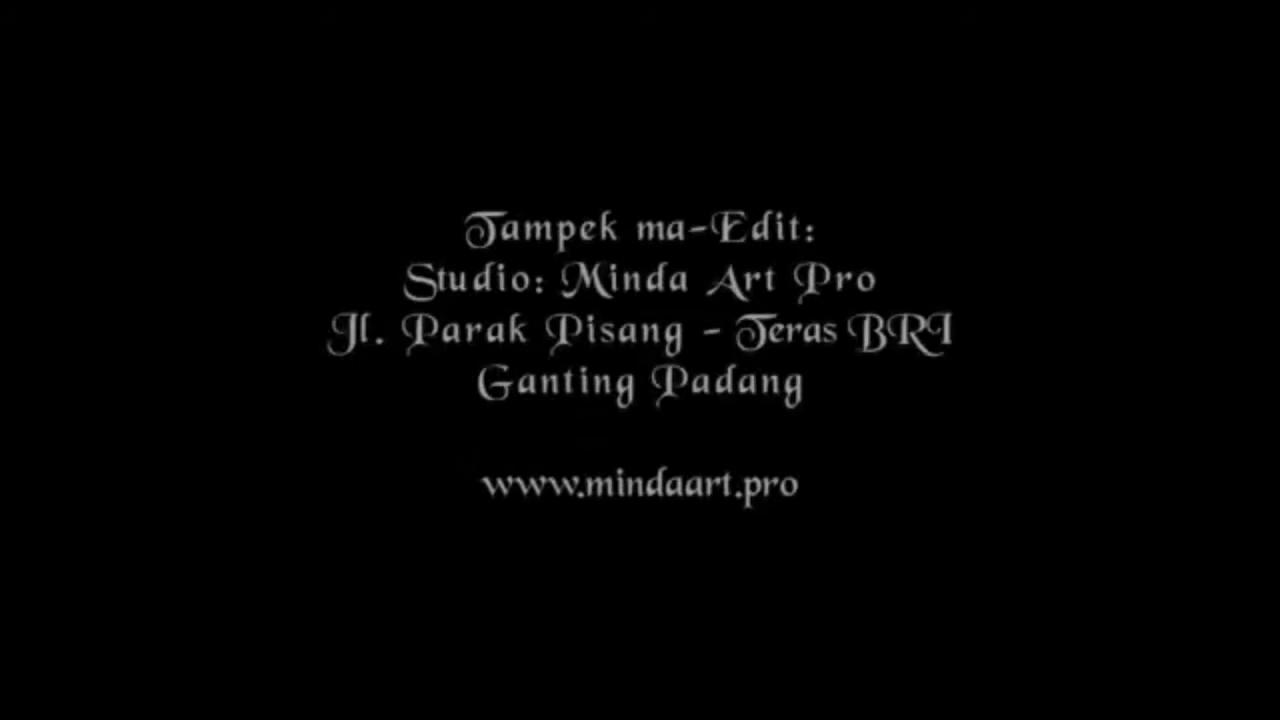 Tampek ma-Edit:
Studio: Minda Art Pro
Jl. Parak Pisang - Teras BRI
Ganting Padang
www.mindaart.pro